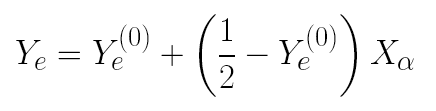 $Y_e = Y_e^{(0)} + \left( \frac{1}{2} - Y_e^{(0)} \right) X_\alpha$